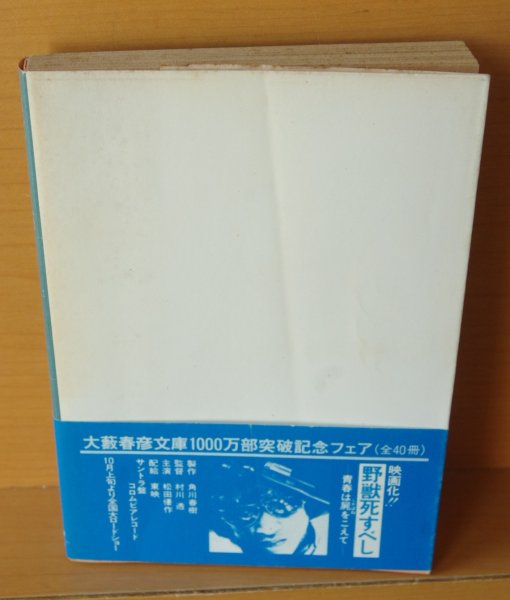 大藪春彦文庫1000万部突破記念フェア(全40冊)
映画化!!
野獣死すべし
青春は屍をこえて
製作 角川春樹
監督 村川 透
主演 松田優作
配給 東映
サントラ盤
コロムビアレコード
10月上旬より全国大ロードショー